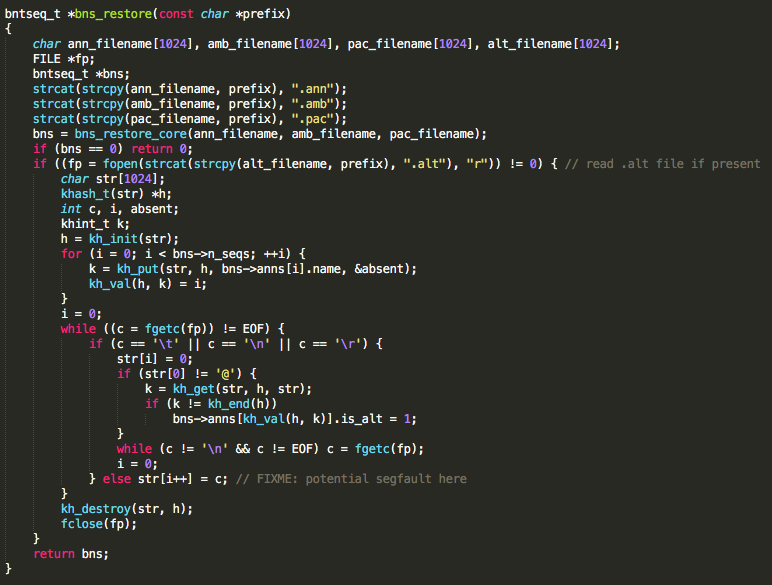 bntseq_t *bns_restore(const char *prefix)
{
    char ann_filename[1024], amb_filename[1024], pac_filename[1024], alt_filename[1024];
    FILE *fp;
    bntseq_t *bns;
    strcat(strcpy(ann_filename, prefix), ".ann");
    strcat(strcpy(amb_filename, prefix), ".amb");
    strcat(strcpy(pac_filename, prefix), ".pac");
    bns = bns_restore_core(ann_filename, amb_filename, pac_filename);
    if (bns == 0) return 0;
    if ((fp = fopen(strcat(strcpy(alt_filename, prefix), ".alt"), "r")) != 0) { // read .alt file if present
        char str[1024];
        khash_t(str) *h;
        int c, i, absent;
        khint_t k;
        h = kh_init(str);
        for (i = 0; i < bns->n_seqs; ++i) {
            k = kh_put(str, h, bns->anns[i].name, &absent);
            kh_val(h, k) = i;
        }
        i = 0;
        while ((c = fgetc(fp)) != EOF) {
            if (c == '\t' || c == '\n' || c == '\r') {
                str[i] = 0;
                if (str[0] != '@') {
                    k = kh_get(str, h, str);
                    if (k != kh_end(h))
                        bns->anns[kh_val(h, k)].is_alt = 1;
                }
                while (c != '\n' && c != EOF) c = fgetc(fp);
                i = 0;
            } else str[i++] = c; // FIXME: potential segfault here
        }
        kh_destroy(str, h);
        fclose(fp);
    }
    return bns;
}